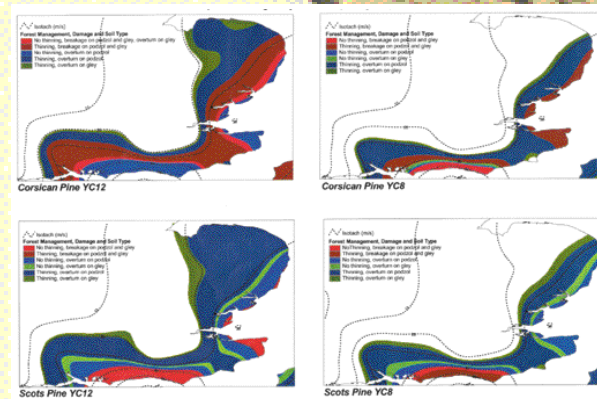 Isotach (m/s)
Forest Management, Damage and Soil Type
No thinning, breakage on podzol and gley, overturn on gley
Thinning, breakage on podzol and gley
No thinning, overturn on podzol
Thinning, overturn on podzol
Thinning, overturn on gley
Corsican Pine YC12
Isotach (m/s)
Forest Management, Damage and Soil Type
No thinning, breakage on podzol and gley
Thinning, breakage on podzol and gley
No thinning, overturn on podzol
No thinning, overturn on gley
Thinning, overturn on podzol
Thinning, overturn on gley
Corsican Pine YC8
Isotach (m/s)
Forest Management, Damage and Soil Type
No thinning, breakage on podzol and gley
Thinning, breakage on podzol and gley
No thinning, overturn on podzol
No thinning, overturn on gley
Thinning, overturn on podzol
Thinning, overturn on gley
Scots Pine YC12
Isotach (m/s)
Forest Management, Damage and Soil Type
No Thinning, breakage on podzol and gley
Thinning, breakage on podzol and gley
No thinning, overturn on podzol
No thinning, overturn on gley
Thinning, overturn on podzol
Thinning, overturn on gley
Scots Pine YC8